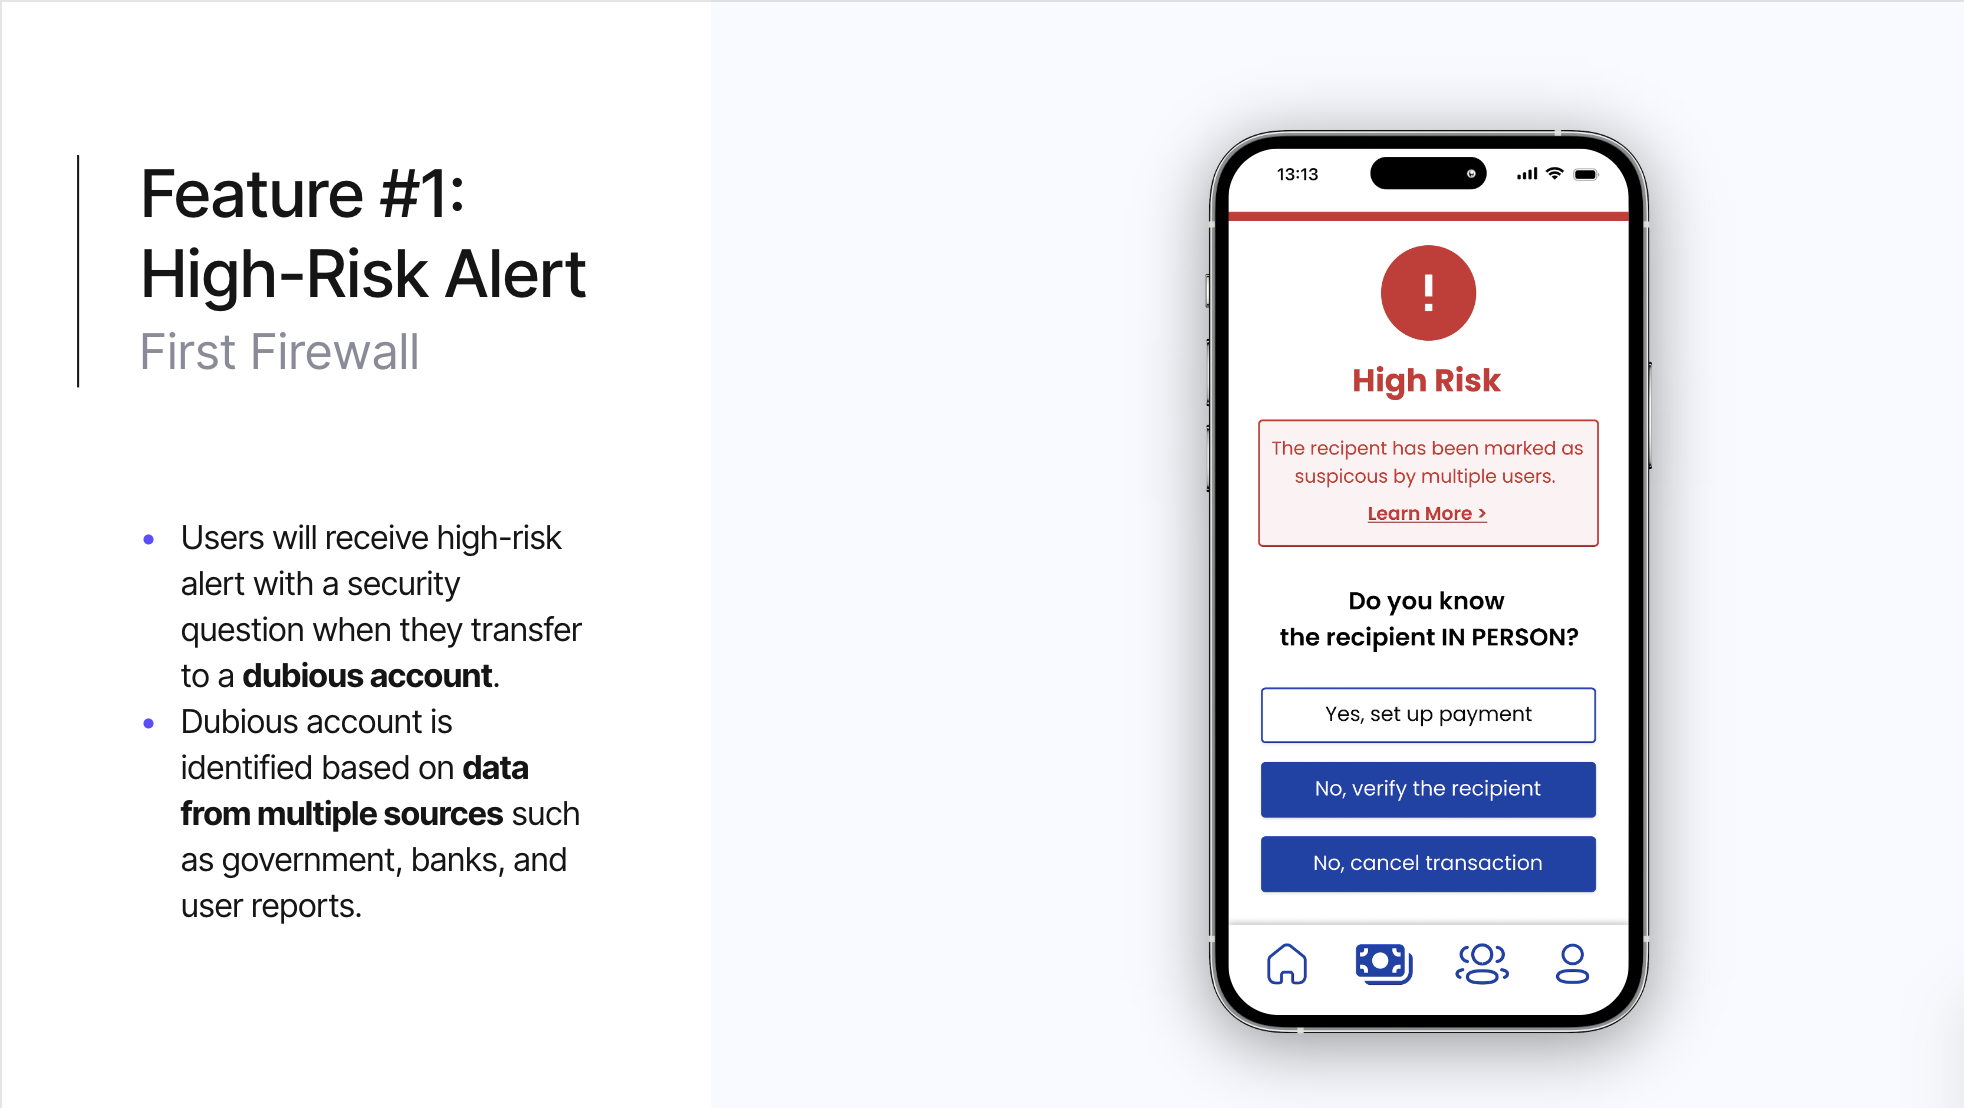 Feature #1:
High-Risk Alert
First Firewall
• Users will receive high-risk
alert with a security
question when they transfer
to a dubious account.
• Dubious account is
identified based on data
from multiple sources such
as government, banks, and
user reports.
13:13
!
High Risk
The recipent has been marked as
suspicous by multiple users.
Learn More >
Do you know
the recipient IN PERSON?
Yes, set up payment
No, verify the recipient
No, cancel transaction